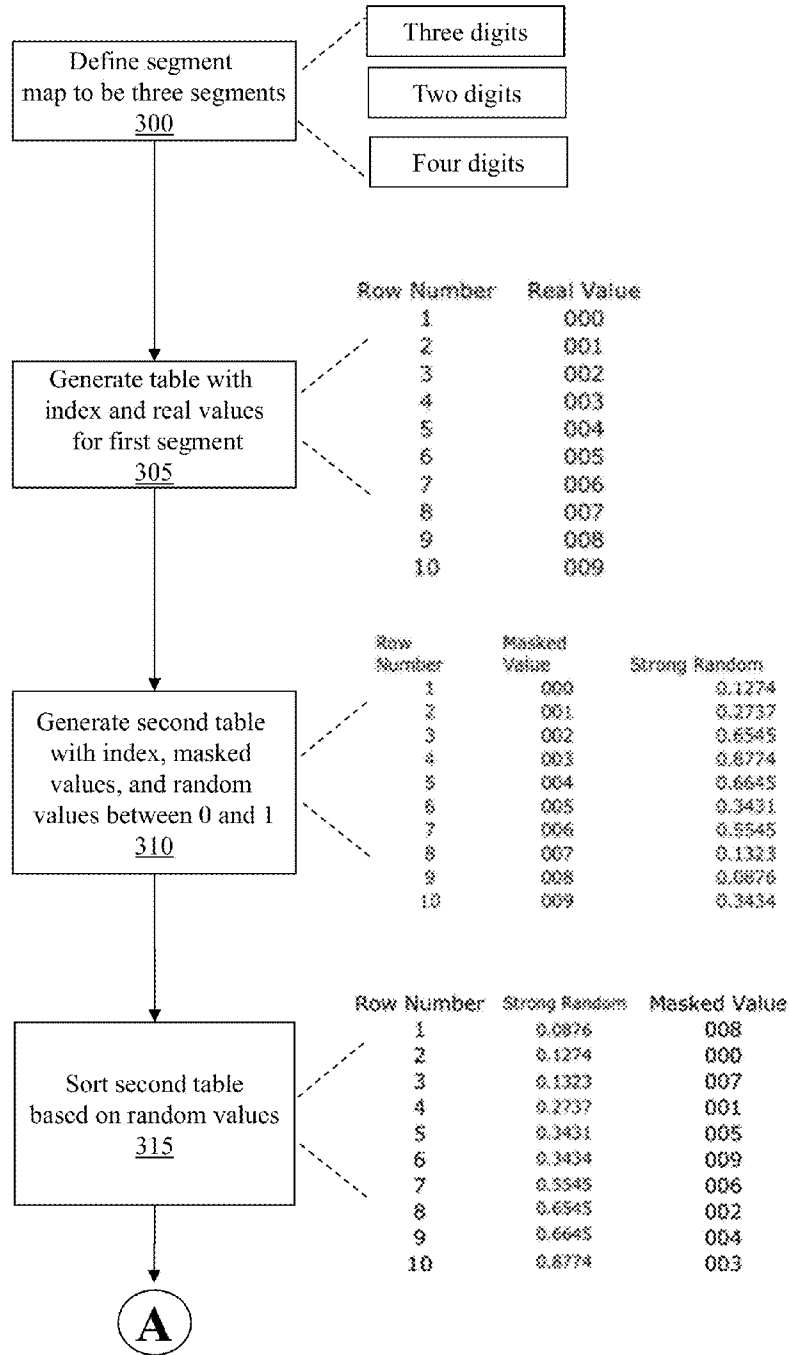 Define segment
map to be three segments
300
Three digits
Two digits
Four digits
Generate table with
index and real values
for first segment
305
Row Number Real Value
1 000
2 001
3 002
4 003
5 004
6 005
7 006
8 007
9 008
10 009
Generate second table
with index, masked
values, and random
values between 0 and 1
310
Row Masked
Number Value Strong Random
1 000 0.1274
2 001 0.2737
3 002 0.6545
4 003 0.8774
5 004 0.6645
6 005 0.3431
7 006 0.5545
8 007 0.1323
9 008 0.0876
10 009 0.3434
Sort second table
based on random values
315
Row Number Strong Random Masked Value
1 0.0876 008
2 0.1274 000
3 0.1323 007
4 0.2737 001
5 0.3431 005
6 0.3434 009
7 0.5545 006
8 0.6545 002
9 0.6645 004
10 0.8774 003
A